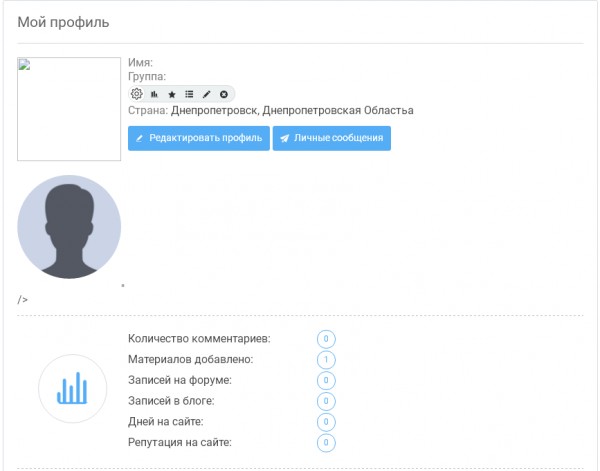 Мой профиль
Имя:
Группа:
Страна: Днепропетровск, Днепропетровская Областьа
Редактировать профиль Личные сообщения
"
/>
Количество комментариев: 0
Материалов добавлено: 1
Записей на форуме: 0
Записей в блоге: 0
Дней на сайте: 0
Репутация на сайте: 0